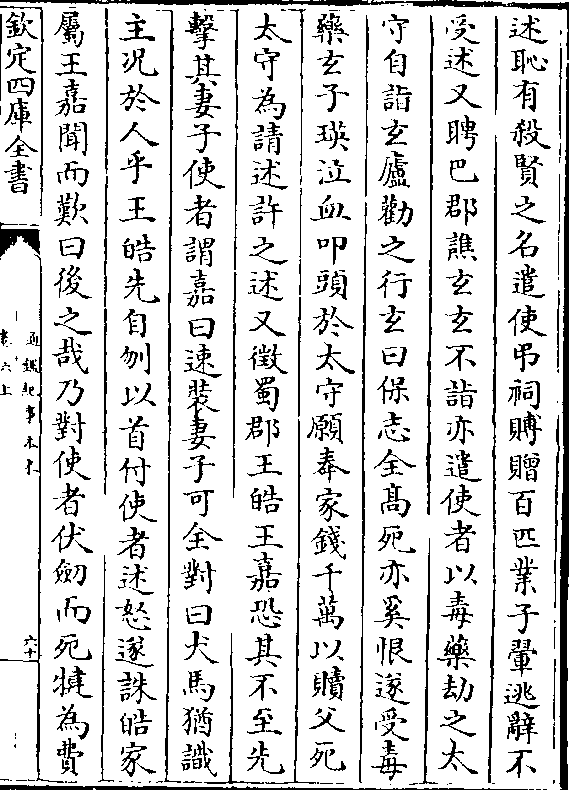 述恥有殺賢之名遣使弔祠賻贈百匹業子翬逃辭不
受述又聘巴郡譙玄玄不詣亦遣使者以毒藥劫之太
守自詣玄廬勸之行玄曰保志全髙死亦奚恨遂受毒
藥玄子瑛泣血叩頭於太守願奉家錢千萬以贖父死
太守為請述許之述又徵蜀郡王皓王嘉恐其不至先
擊其妻子使者謂嘉曰速裝妻子可全對曰犬馬猶識
主况於人乎王皓先自刎以首付使者述怒遂誅皓家
屬王嘉聞而歎曰後之哉乃對使者伏劒而死犍為費
欽定四庫全書
通鑑紀事本末
卷六上
六十